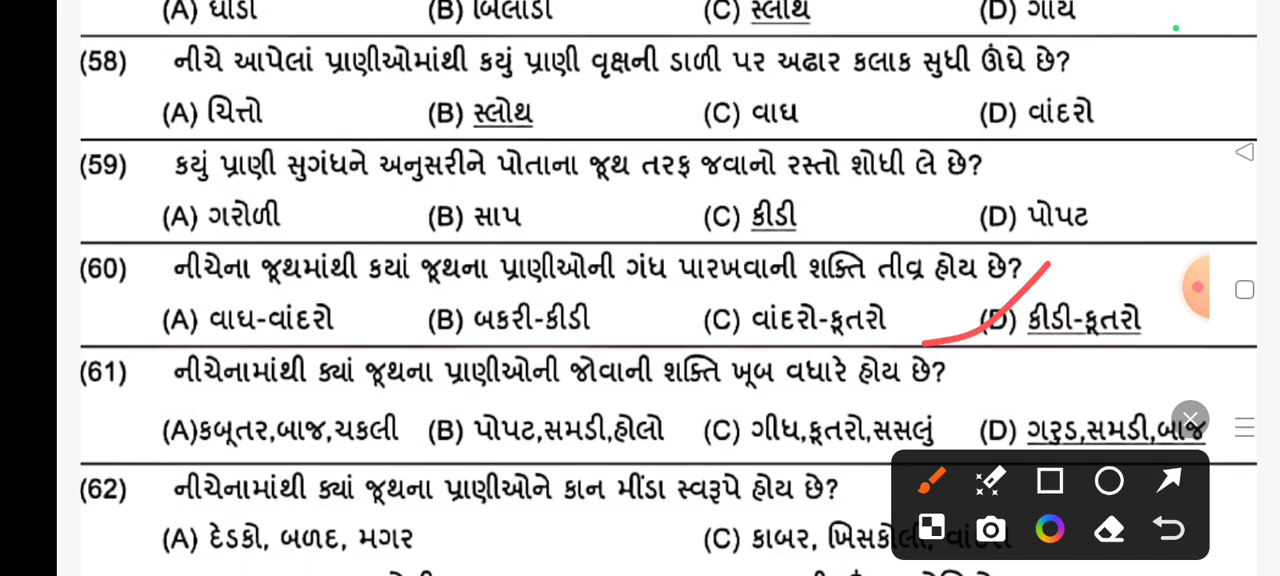 (A) ઘોડો (B) બિલાડી (C) સ્લોથ (D) ગાય
(58) નીચે આપેલાં પ્રાણીઓમાંથી કયું પ્રાણી વૃક્ષની ડાળી પર અઢાર કલાક સુધી ઊંઘે છે?
(A) ચિત્તો (B) સ્લોથ (C) વાઘ (D) વાંદરો
(59) કયું પ્રાણી સુગંધને અનુસરીને પોતાના જૂથ તરફ જવાનો રસ્તો શોધી લે છે?
(A) ગરોળી (B) સાપ (C) કીડી (D) પોપટ
(60) નીચેના જૂથમાંથી કયાં જૂથના પ્રાણીઓની ગંધ પારખવાની શક્તિ તીવ્ર હોય છે?
(A) વાઘ-વાંદરો (B) બકરી-કીડી (C) વાંદરો-કૂતરો (D) કીડી-કૂતરો
(61) નીચેનામાંથી ક્યાં જૂથના પ્રાણીઓની જોવાની શક્તિ ખૂબ વધારે હોય છે?
(A)કબૂતર,બાજ,ચકલી (B) પોપટ,સમડી,હોલો (C) ગીધ,કૂતરો,સસલું (D) ગરુડ,સમડી,બાજ
(62) નીચેનામાંથી ક્યાં જૂથના પ્રાણીઓને કાન મીંડા સ્વરૂપે હોય છે?
(A) દેડકો, બળદ, મગર (C) કાબર, ખિસકોલી, વાંદરો